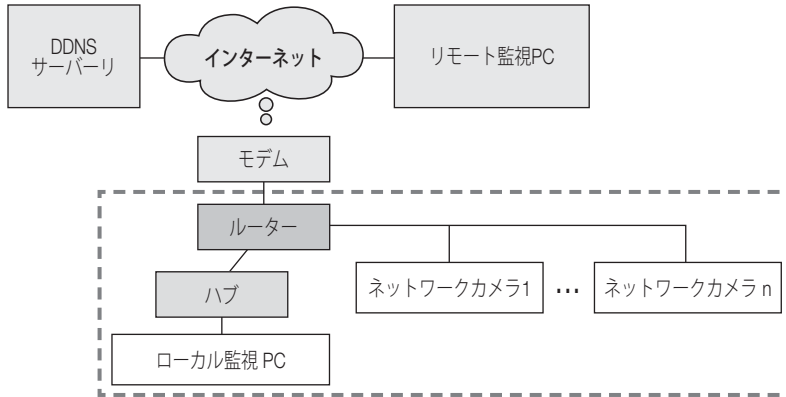 DDNS
サーバーリ
インターネット
リモート監視PC
モデム
ルーター
ハブ
ネットワークカメラ1
...
ネットワークカメラ n
ローカル監視 PC